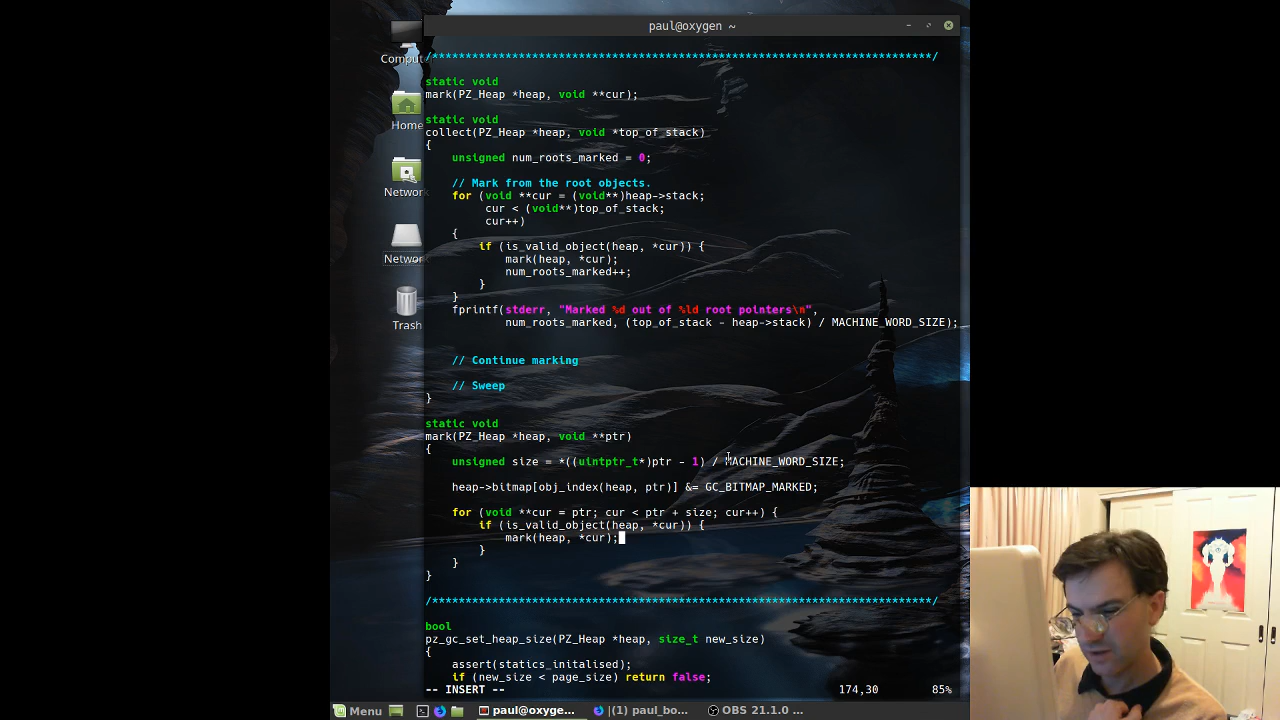 paul@oxygen ~
/*****************************************************************************/
static void
mark(PZ_Heap *heap, void **cur);
static void
collect(PZ_Heap *heap, void *top_of_stack)
{
unsigned num_roots_marked = 0;
// Mark from the root objects.
for (void **cur = (void**)heap->stack;
cur < (void**)top_of_stack;
cur++)
{
if (is_valid_object(heap, *cur)) {
mark(heap, *cur);
num_roots_marked++;
}
}
fprintf(stderr, "Marked %d out of %ld root pointers\n",
num_roots_marked, (top_of_stack - heap->stack) / MACHINE_WORD_SIZE);
// Continue marking
// Sweep
}
static void
mark(PZ_Heap *heap, void **ptr)
{
unsigned size = *((uintptr_t*)ptr - 1) / MACHINE_WORD_SIZE;
heap->bitmap[obj_index(heap, ptr)] &= GC_BITMAP_MARKED;
for (void **cur = ptr; cur < ptr + size; cur++) {
if (is_valid_object(heap, *cur)) {
mark(heap, *cur);
}
}
}
/*****************************************************************************/
bool
pz_gc_set_heap_size(PZ_Heap *heap, size_t new_size)
{
assert(statics_initalised);
if (new_size < page_size) return false;
-- INSERT -- 174,30 85%
Comput
Home
Network
Network
Trash
Menu paul@oxyge... |(1) paul_bo... OBS 21.1.0 ...